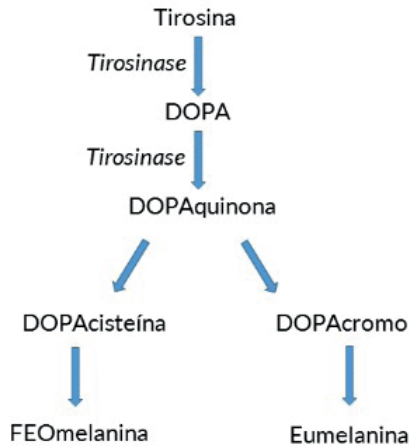 Tirosina
Tirosinase
DOPA
Tirosinase
DOPAquinona
DOPAcisteína
DOPAcromo
FEOmelanina
Eumelanina